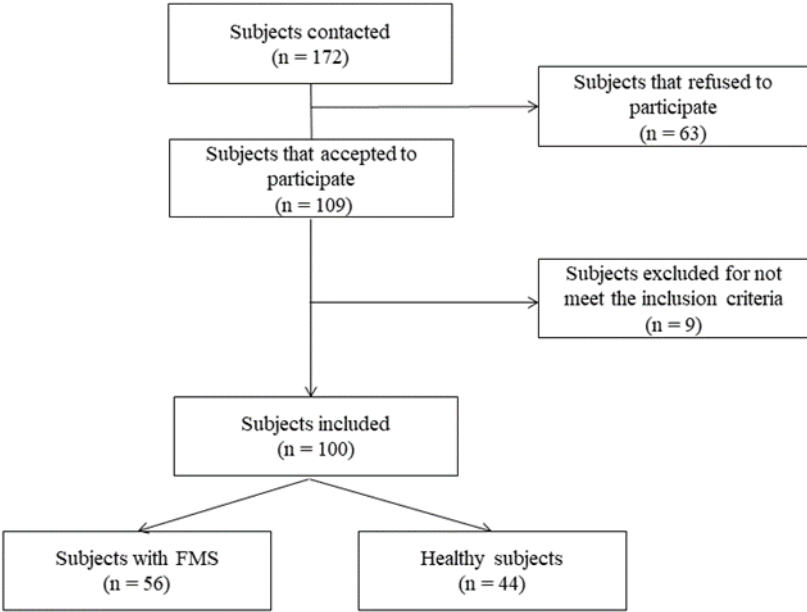 Subjects contacted
(n = 172)
Subjects that refused to
participate
(n = 63)
Subjects that accepted to
participate
(n = 109)
Subjects excluded for not
meet the inclusion criteria
(n = 9)
Subjects included
(n = 100)
Subjects with FMS
(n = 56)
Healthy subjects
(n = 44)